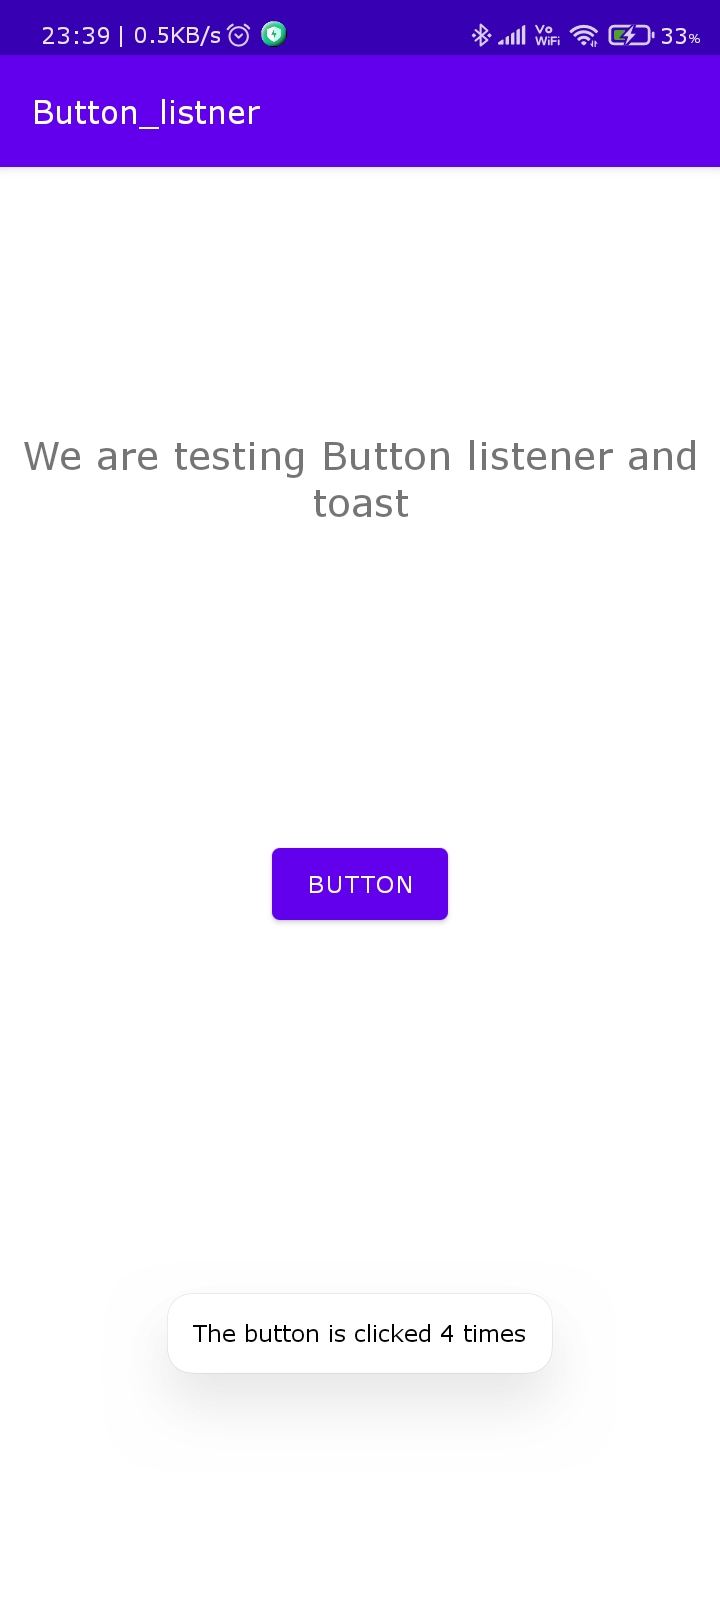 23:39 | 0.5KB/s Vo WiFi 33%
Button_listner
We are testing Button listener and
toast
BUTTON
The button is clicked 4 times